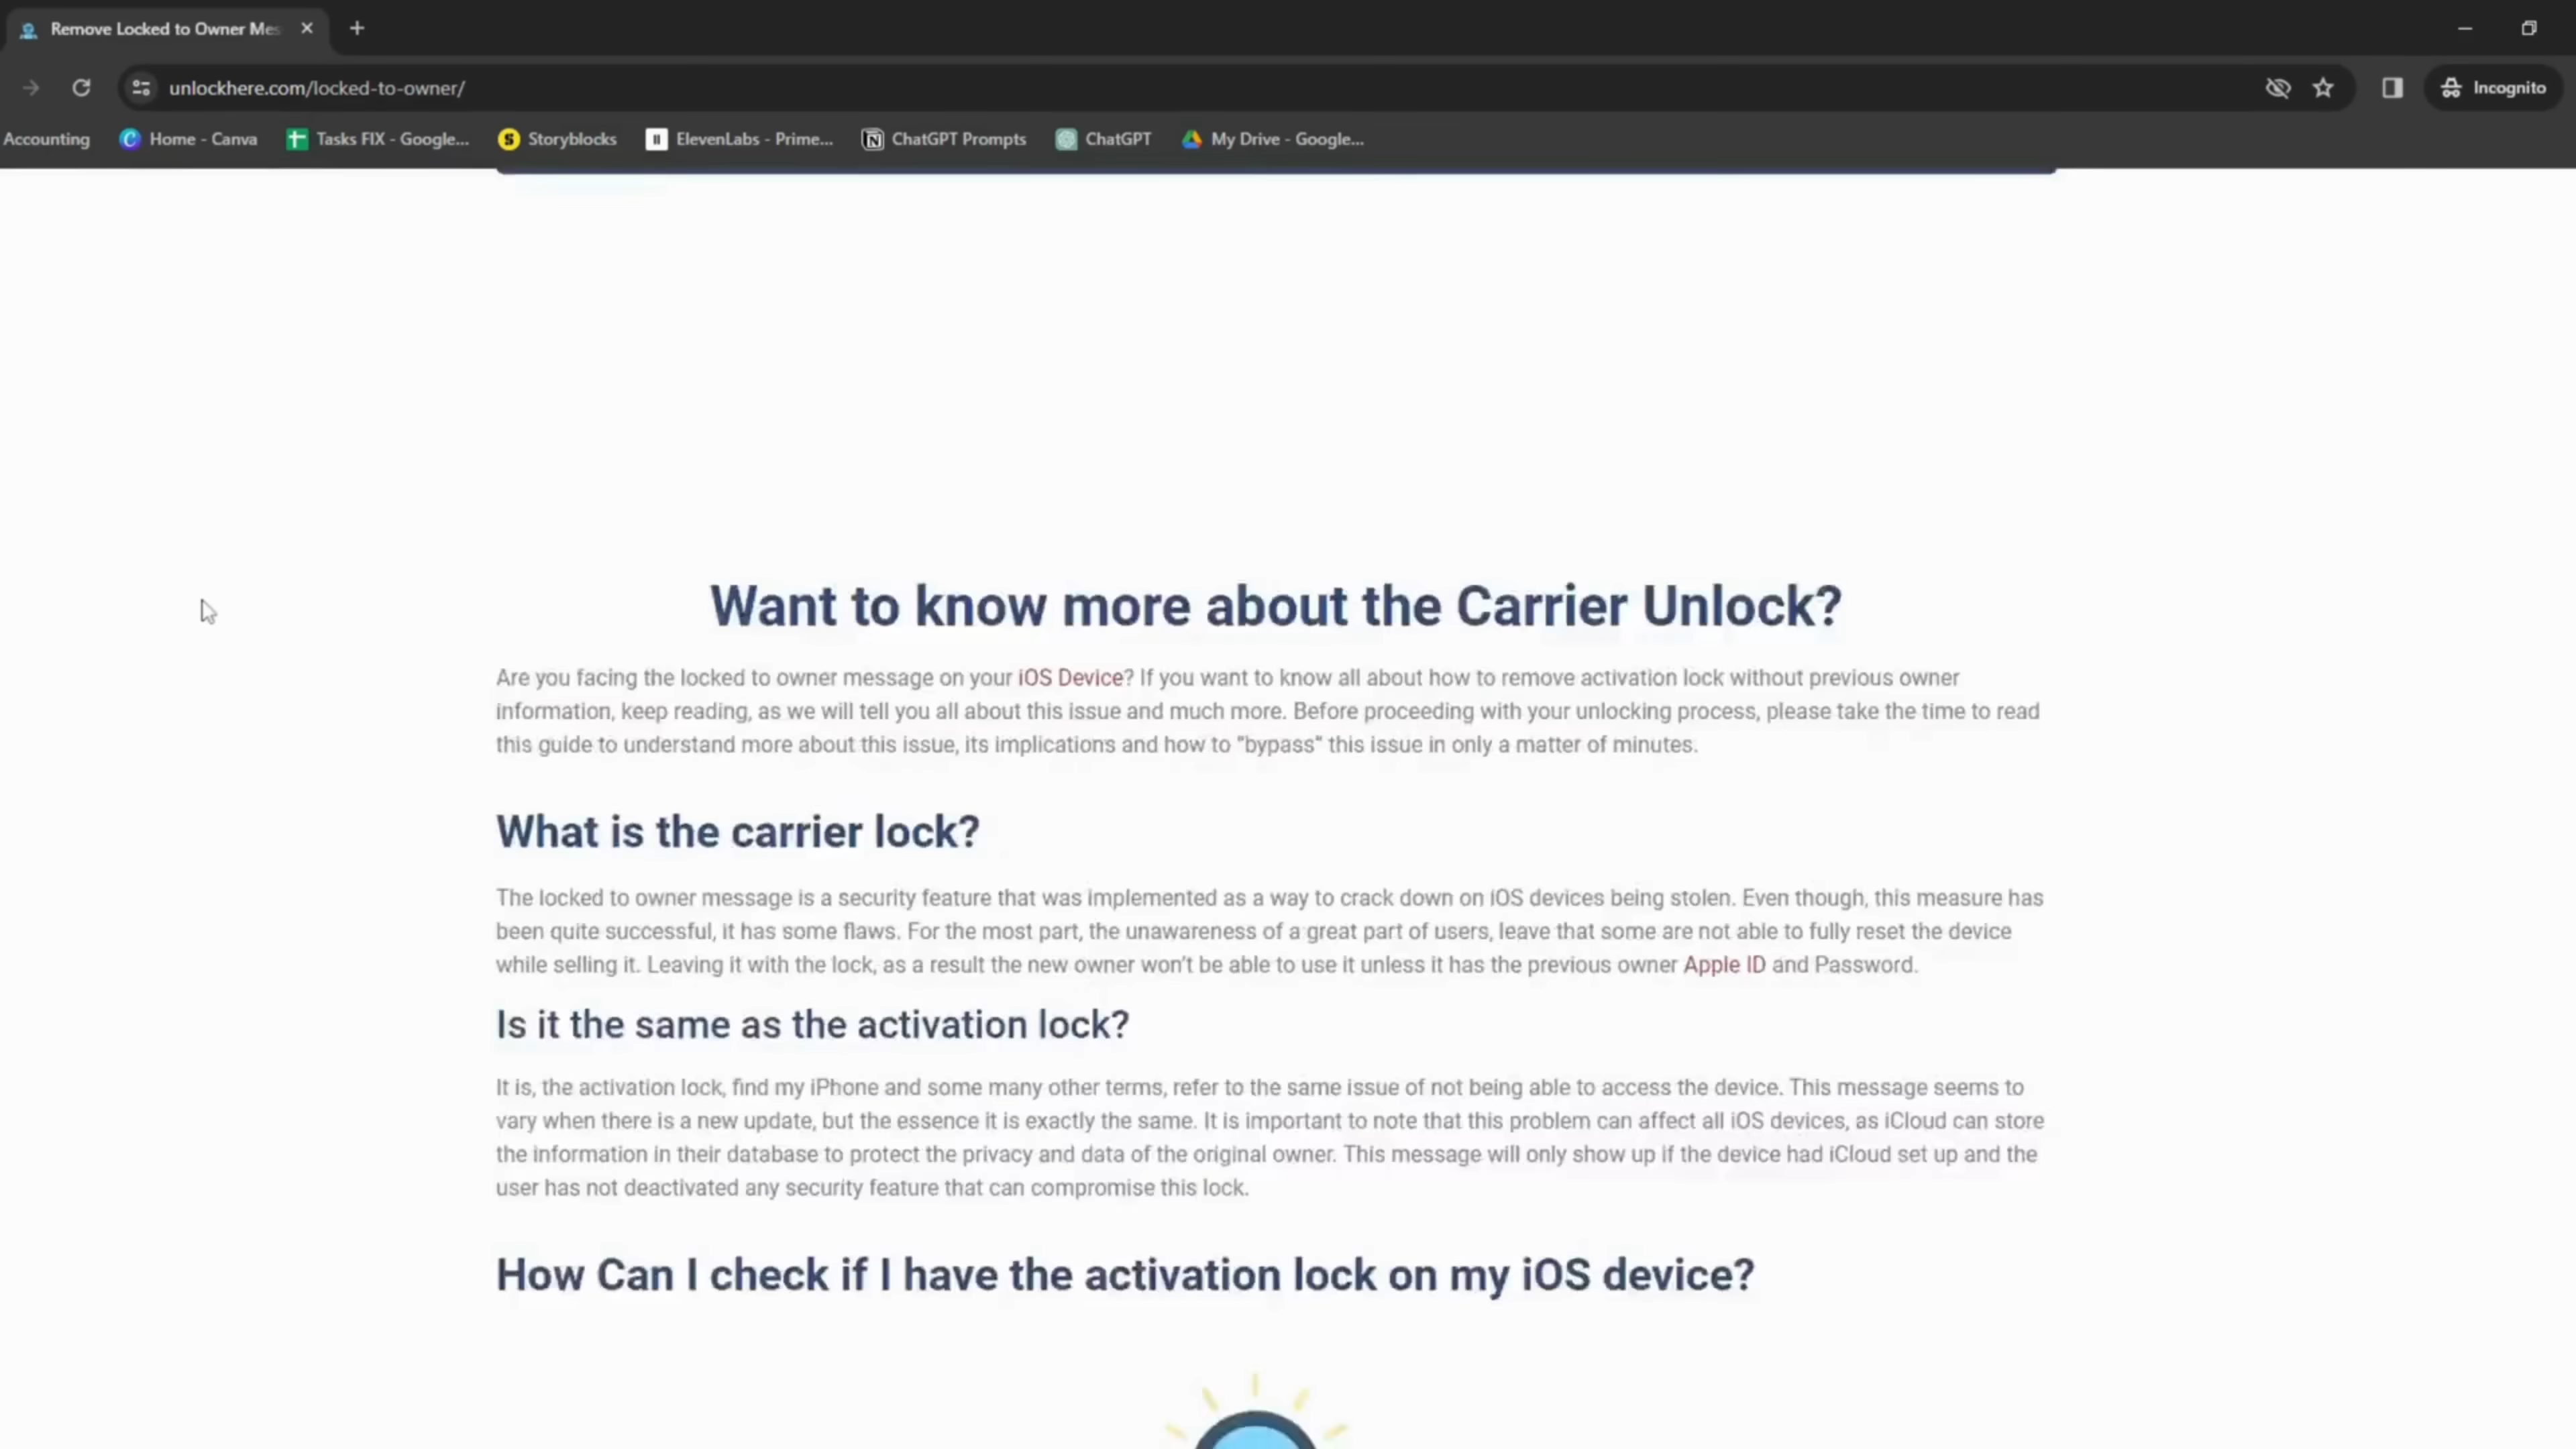 Remove Locked to Owner Mes
Incognito
unlockhere.com/locked-to-owner/
Accounting
Home - Canva
Tasks FIX - Google...
Storyblocks
ElevenLabs - Prime...
ChatGPT Prompts
ChatGPT
My Drive - Google...
Want to know more about the Carrier Unlock?
Are you facing the locked to owner message on your iOS Device? If you want to know all about how to remove activation lock without previous owner
information, keep reading, as we will tell you all about this issue and much more. Before proceeding with your unlocking process, please take the time to read
this guide to understand more about this issue, its implications and how to "bypass" this issue in only a matter of minutes.
What is the carrier lock?
The locked to owner message is a security feature that was implemented as a way to crack down on iOS devices being stolen. Even though, this measure has
been quite successful, it has some flaws. For the most part, the unawareness of a great part of users, leave that some are not able to fully reset the device
while selling it. Leaving it with the lock, as a result the new owner won't be able to use it unless it has the previous owner Apple ID and Password.
Is it the same as the activation lock?
It is, the activation lock, find my iPhone and some many other terms, refer to the same issue of not being able to access the device. This message seems to
vary when there is a new update, but the essence it is exactly the same. It is important to note that this problem can affect all iOS devices, as iCloud can store
the information in their database to protect the privacy and data of the original owner. This message will only show up if the device had iCloud set up and the
user has not deactivated any security feature that can compromise this lock.
How Can I check if I have the activation lock on my iOS device?